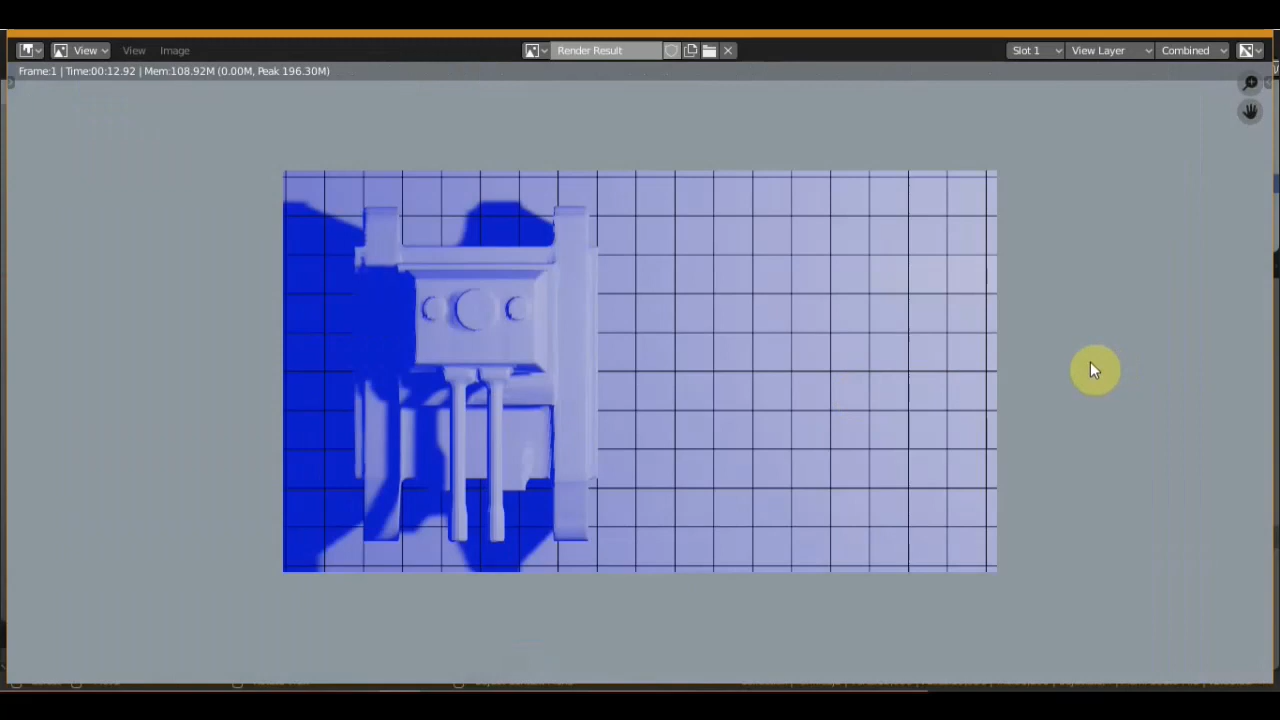 View View Image Render Result Slot 1 View Layer Combined
Frame:1 | Time:00:12.92 | Mem:108.92M (0.00M, Peak 196.30M)